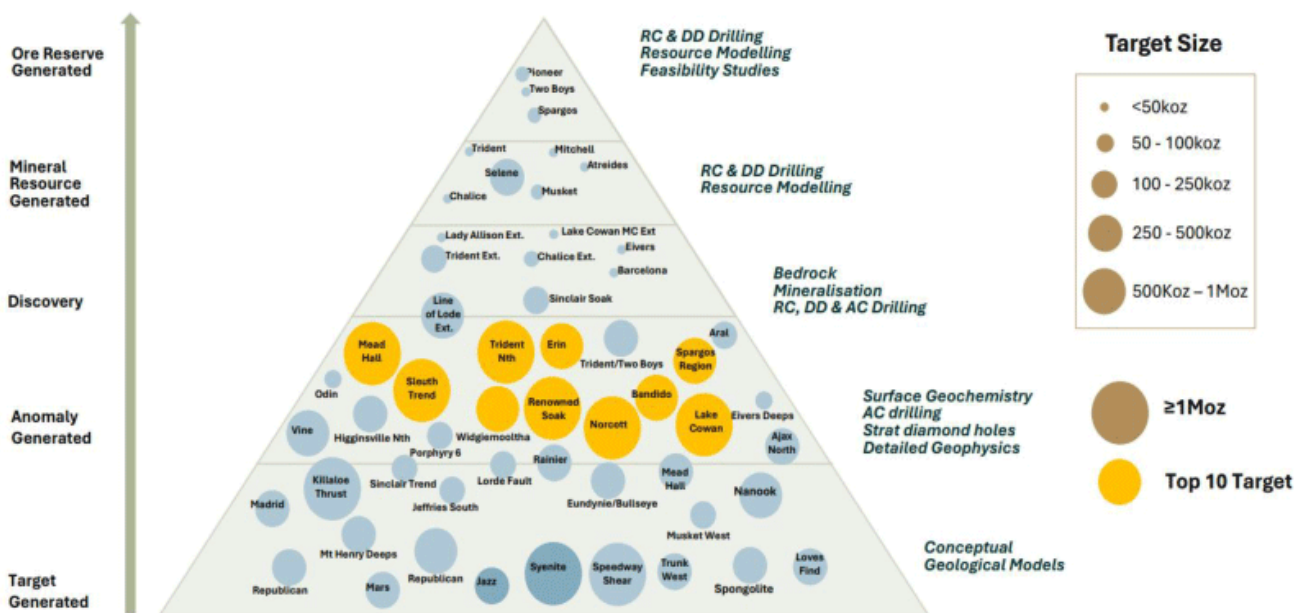 Ore Reserve
Generated
Pioneer
Two Boys
Spargos
RC & DD Drilling
Resource Modelling
Feasibility Studies
Mineral
Resource
Generated
Trident
Mitchell
Selene
Atreides
Chalice
Musket
RC & DD Drilling
Resource Modelling
Discovery
Lady Allison Ext.
Lake Cowan MC Ext
Trident Ext.
Chalice Ext.
Eivers
Barcelona
Line
of Lode
Ext.
Sinclair Soak
Bedrock
Mineralisation
RC, DD & AC Drilling
Anomaly
Generated
Mead
Hall
Trident
Nth
Erin
Trident/Two Boys
Aral
Spargos
Region
Odin
Sleuth
Trend
Bandido
Vine
Higginsville Nth
Porphyry 6
Widgiemooltha
Renowned
Soak
Norcott
Lake
Cowan
Eivers Deeps
Ajax
North
Surface Geochemistry
AC drilling
Strat diamond holes
Detailed Geophysics
Target
Generated
Killaloe
Thrust
Sinclair Trend
Lorde Fault
Rainier
Mead
Hall
Madrid
Jeffries South
Eundynie/Bullseye
Nanook
Musket West
Mt Henry Deeps
Republican
Mars
Republican
Jazz
Syenite
Speedway
Shear
Trunk
West
Spongolite
Loves
Find
Conceptual
Geological Models
Target Size
<50koz
50 - 100koz
100 - 250koz
250 - 500koz
500Koz – 1Moz
≥1Moz
Top 10 Target